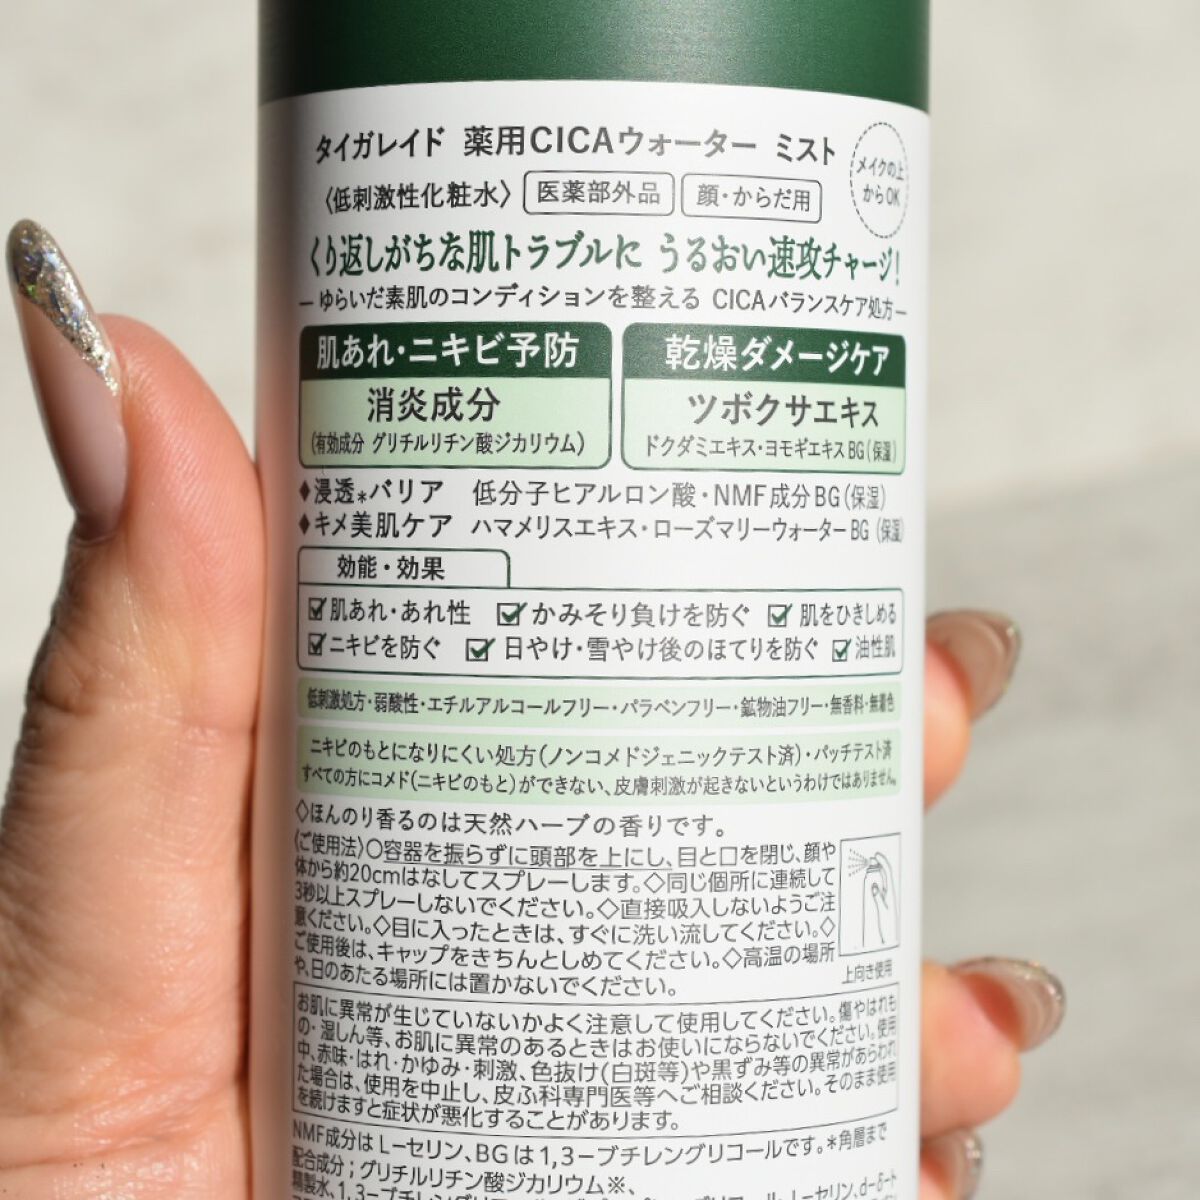 タイガレイド 薬用CICAウォーター ミスト
メイクの上
からOK
〈低刺激性化粧水〉 医薬部外品 顔・からだ用
くり返しがちな肌トラブルに うるおい速攻チャージ!
― ゆらいだ素肌のコンディションを整える CICAバランスケア処方 ―
肌あれ・ニキビ予防
消炎成分
(有効成分 グリチルリチン酸ジカリウム)
乾燥ダメージケア
ツボクサエキス
ドクダミエキス・ヨモギエキスBG(保湿)
◆浸透*バリア 低分子ヒアルロン酸・NMF成分BG(保湿)
◆キメ美肌ケア ハマメリスエキス・ローズマリーウォーターBG (保湿)
効能・効果
肌あれ・あれ性 かみそり負けを防ぐ 肌をひきしめる
ニキビを防ぐ 日やけ・雪やけ後のほてりを防ぐ 油性肌
低刺激処方・弱酸性・エチルアルコールフリー・パラベンフリー・鉱物油フリー・無香料・無着色
ニキビのもとになりにくい処方(ノンコメドジェニックテスト済)・パッチテスト済
すべての方にコメド(ニキビのもと)ができない、皮膚刺激が起きないというわけではありません。
◇ほんのり香るのは天然ハーブの香りです。
〈ご使用法〉○容器を振らずに頭部を上にし、目と口を閉じ、顔や
体から約20cmはなしてスプレーします。◇同じ個所に連続して
3秒以上スプレーしないでください。◇直接吸入しないようご注
意ください。◇目に入ったときは、すぐに洗い流してください。◇
ご使用後は、キャップをきちんとしめてください。◇高温の場所
や、日のあたる場所には置かないでください。
上向き使用
お肌に異常が生じていないかよく注意して使用してください。傷やはれも
の・湿しん等、お肌に異常のあるときはお使いにならないでください。使用
中、赤味・はれ・かゆみ・刺激、色抜け(白斑等)や黒ずみ等の異常があらわれ
た場合は、使用を中止し、皮ふ科専門医等へご相談ください。そのまま使用
を続けますと症状が悪化することがあります。
NMF成分はL-セリン、BGは1,3-ブチレングリコールです。*角層まで
配合成分;グリチルリチン酸ジカリウム※、
精製水、1,3-ブチレングリ
L-セリン、d-δ-ト